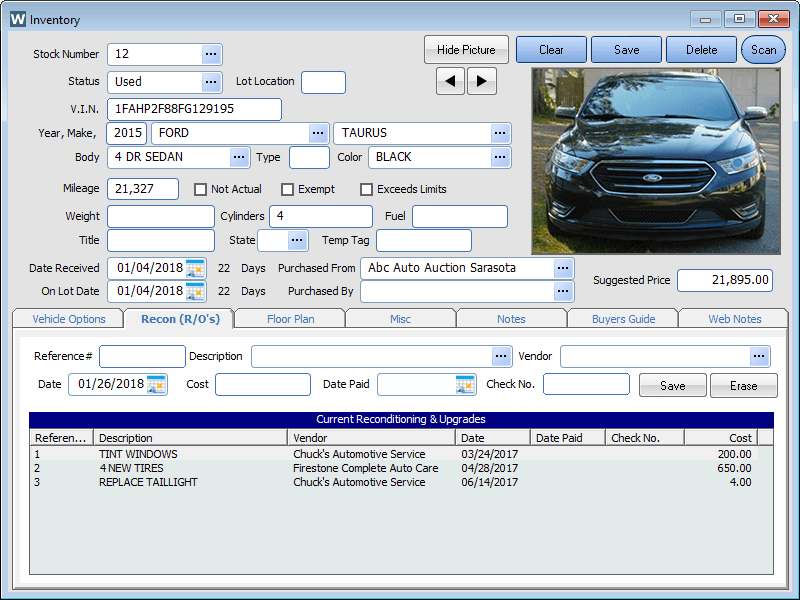 W Inventory
Stock Number 12 ... Hide Picture Clear Save Delete Scan
Status Used ... Lot Location
V.I.N. 1FAHP2F88FG129195
Year, Make, 2015 FORD ... TAURUS ...
Body 4 DR SEDAN ... Type Color BLACK ...
Mileage 21,327 Not Actual Exempt Exceeds Limits
Weight Cylinders 4 Fuel
Title State ... Temp Tag
Date Received 01/04/2018 22 Days Purchased From Abc Auto Auction Sarasota ...
Suggested Price 21,895.00
On Lot Date 01/04/2018 22 Days Purchased By ...
Vehicle Options Recon (R/O's) Floor Plan Misc Notes Buyers Guide Web Notes
Reference# Description ... Vendor ...
Date 01/26/2018 Cost Date Paid Check No. Save Erase
Current Reconditioning & Upgrades
Referen... Description Vendor Date Date Paid Check No. Cost
1 TINT WINDOWS Chuck's Automotive Service 03/24/2017 200.00
2 4 NEW TIRES Firestone Complete Auto Care 04/28/2017 650.00
3 REPLACE TAILLIGHT Chuck's Automotive Service 06/14/2017 4.00